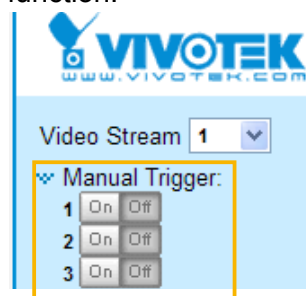 function.
VIVOTEK
www.vivotek.com
Video Stream 1
Manual Trigger:
1 On Off
2 On Off
3 On Off